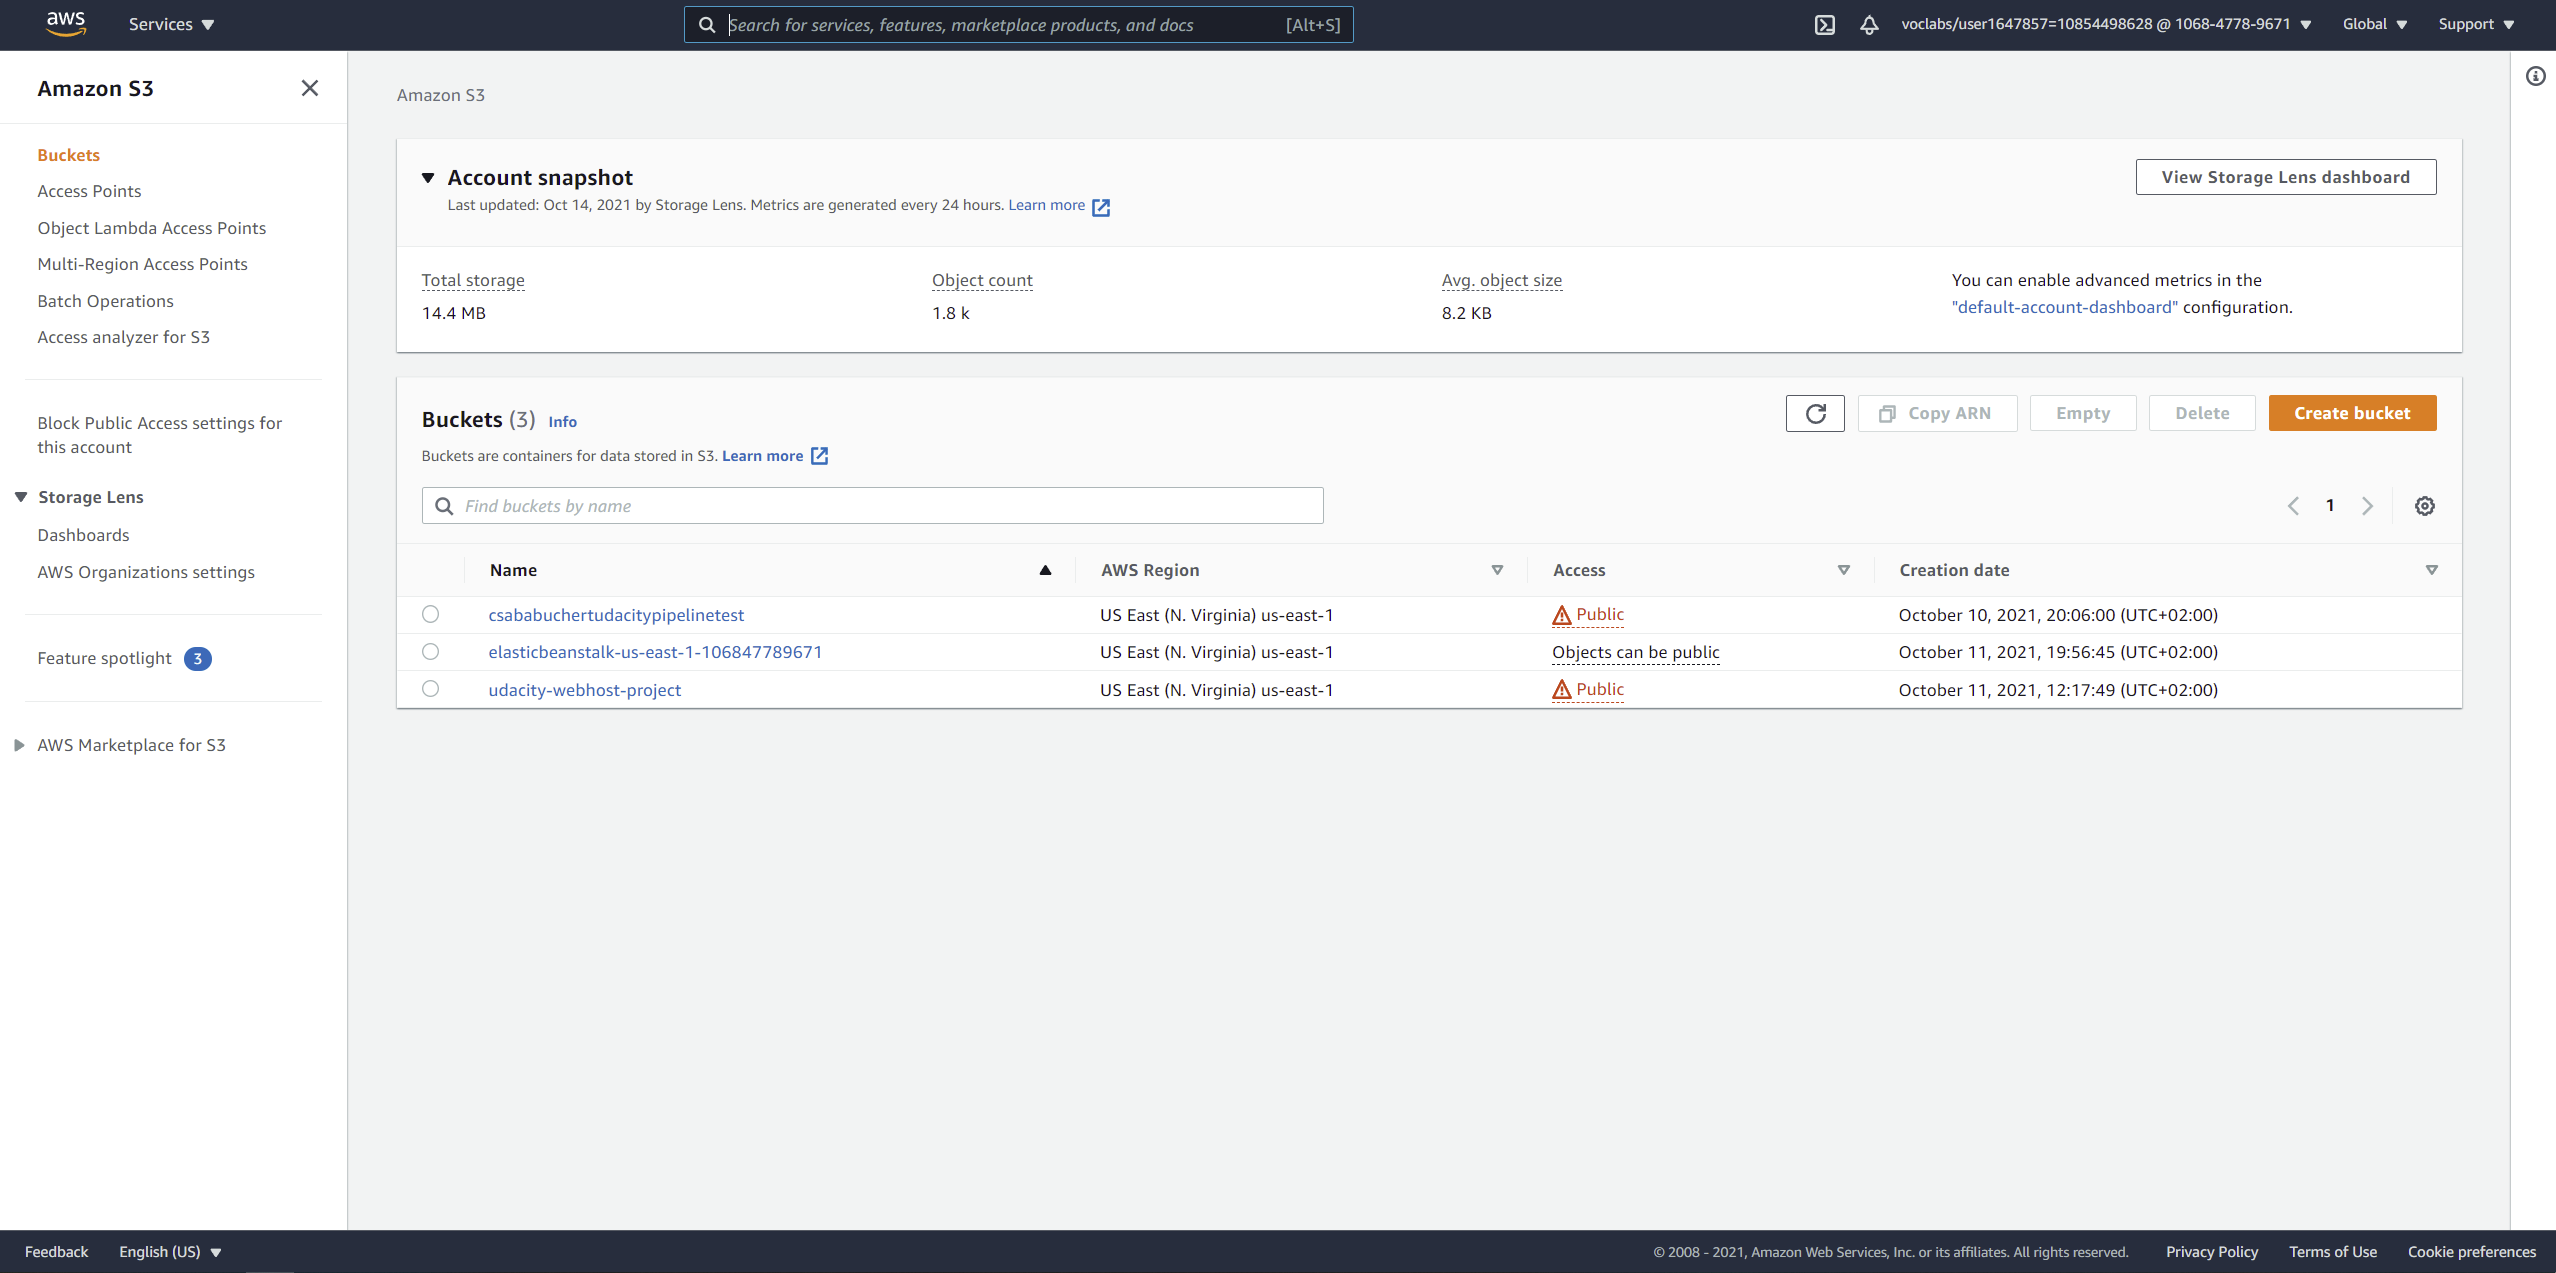 aws
Services
Search for services, features, marketplace products, and docs [Alt+S]
voclabs/user1647857=10854498628 @ 1068-4778-9671
Global
Support
Amazon S3
Buckets
Access Points
Object Lambda Access Points
Multi-Region Access Points
Batch Operations
Access analyzer for S3
Block Public Access settings for
this account
Storage Lens
Dashboards
AWS Organizations settings
Feature spotlight 3
AWS Marketplace for S3
Amazon S3
Account snapshot
View Storage Lens dashboard
Last updated: Oct 14, 2021 by Storage Lens. Metrics are generated every 24 hours. Learn more
Total storage
14.4 MB
Object count
1.8 k
Avg. object size
8.2 KB
You can enable advanced metrics in the
"default-account-dashboard" configuration.
Buckets (3) Info
Copy ARN
Empty
Delete
Create bucket
Buckets are containers for data stored in S3. Learn more
Find buckets by name
1
Name AWS Region Access Creation date
csababuchertudacitypipelinetest US East (N. Virginia) us-east-1 Public October 10, 2021, 20:06:00 (UTC+02:00)
elasticbeanstalk-us-east-1-106847789671 US East (N. Virginia) us-east-1 Objects can be public October 11, 2021, 19:56:45 (UTC+02:00)
udacity-webhost-project US East (N. Virginia) us-east-1 Public October 11, 2021, 12:17:49 (UTC+02:00)
Feedback
English (US)
© 2008 - 2021, Amazon Web Services, Inc. or its affiliates. All rights reserved.
Privacy Policy
Terms of Use
Cookie preferences